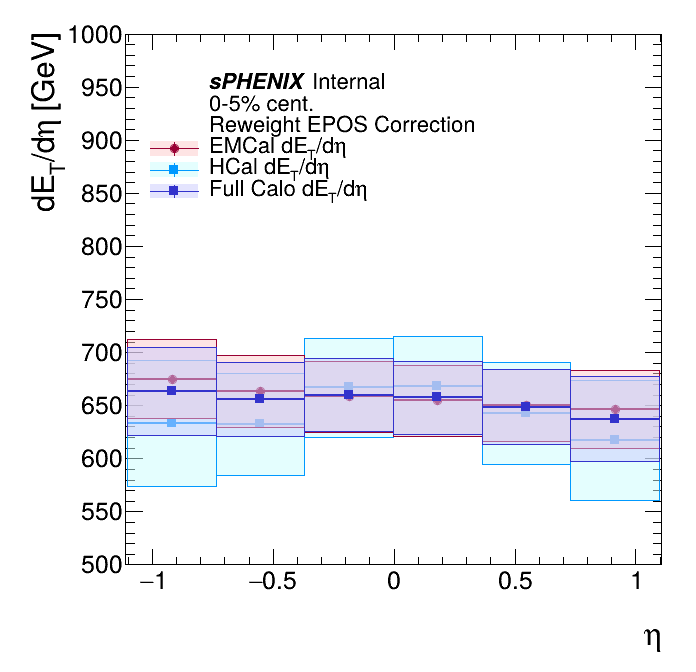 dE_T/dη [GeV]
1000
950
900
850
800
750
700
650
600
550
500
sPHENIX Internal
0-5% cent.
Reweight EPOS Correction
EMCal dE_T/dη
HCal dE_T/dη
Full Calo dE_T/dη
−1 −0.5 0 0.5 1
η